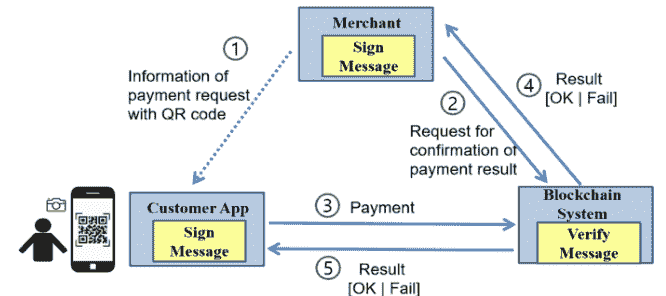 Merchant
Sign
Message
①
Information of
payment request
with QR code
②
Request for
confirmation of
payment result
④
Result
[OK | Fail]
Customer App
Sign
Message
③ Payment
Blockchain
System
Verify
Message
⑤ Result
[OK | Fail]